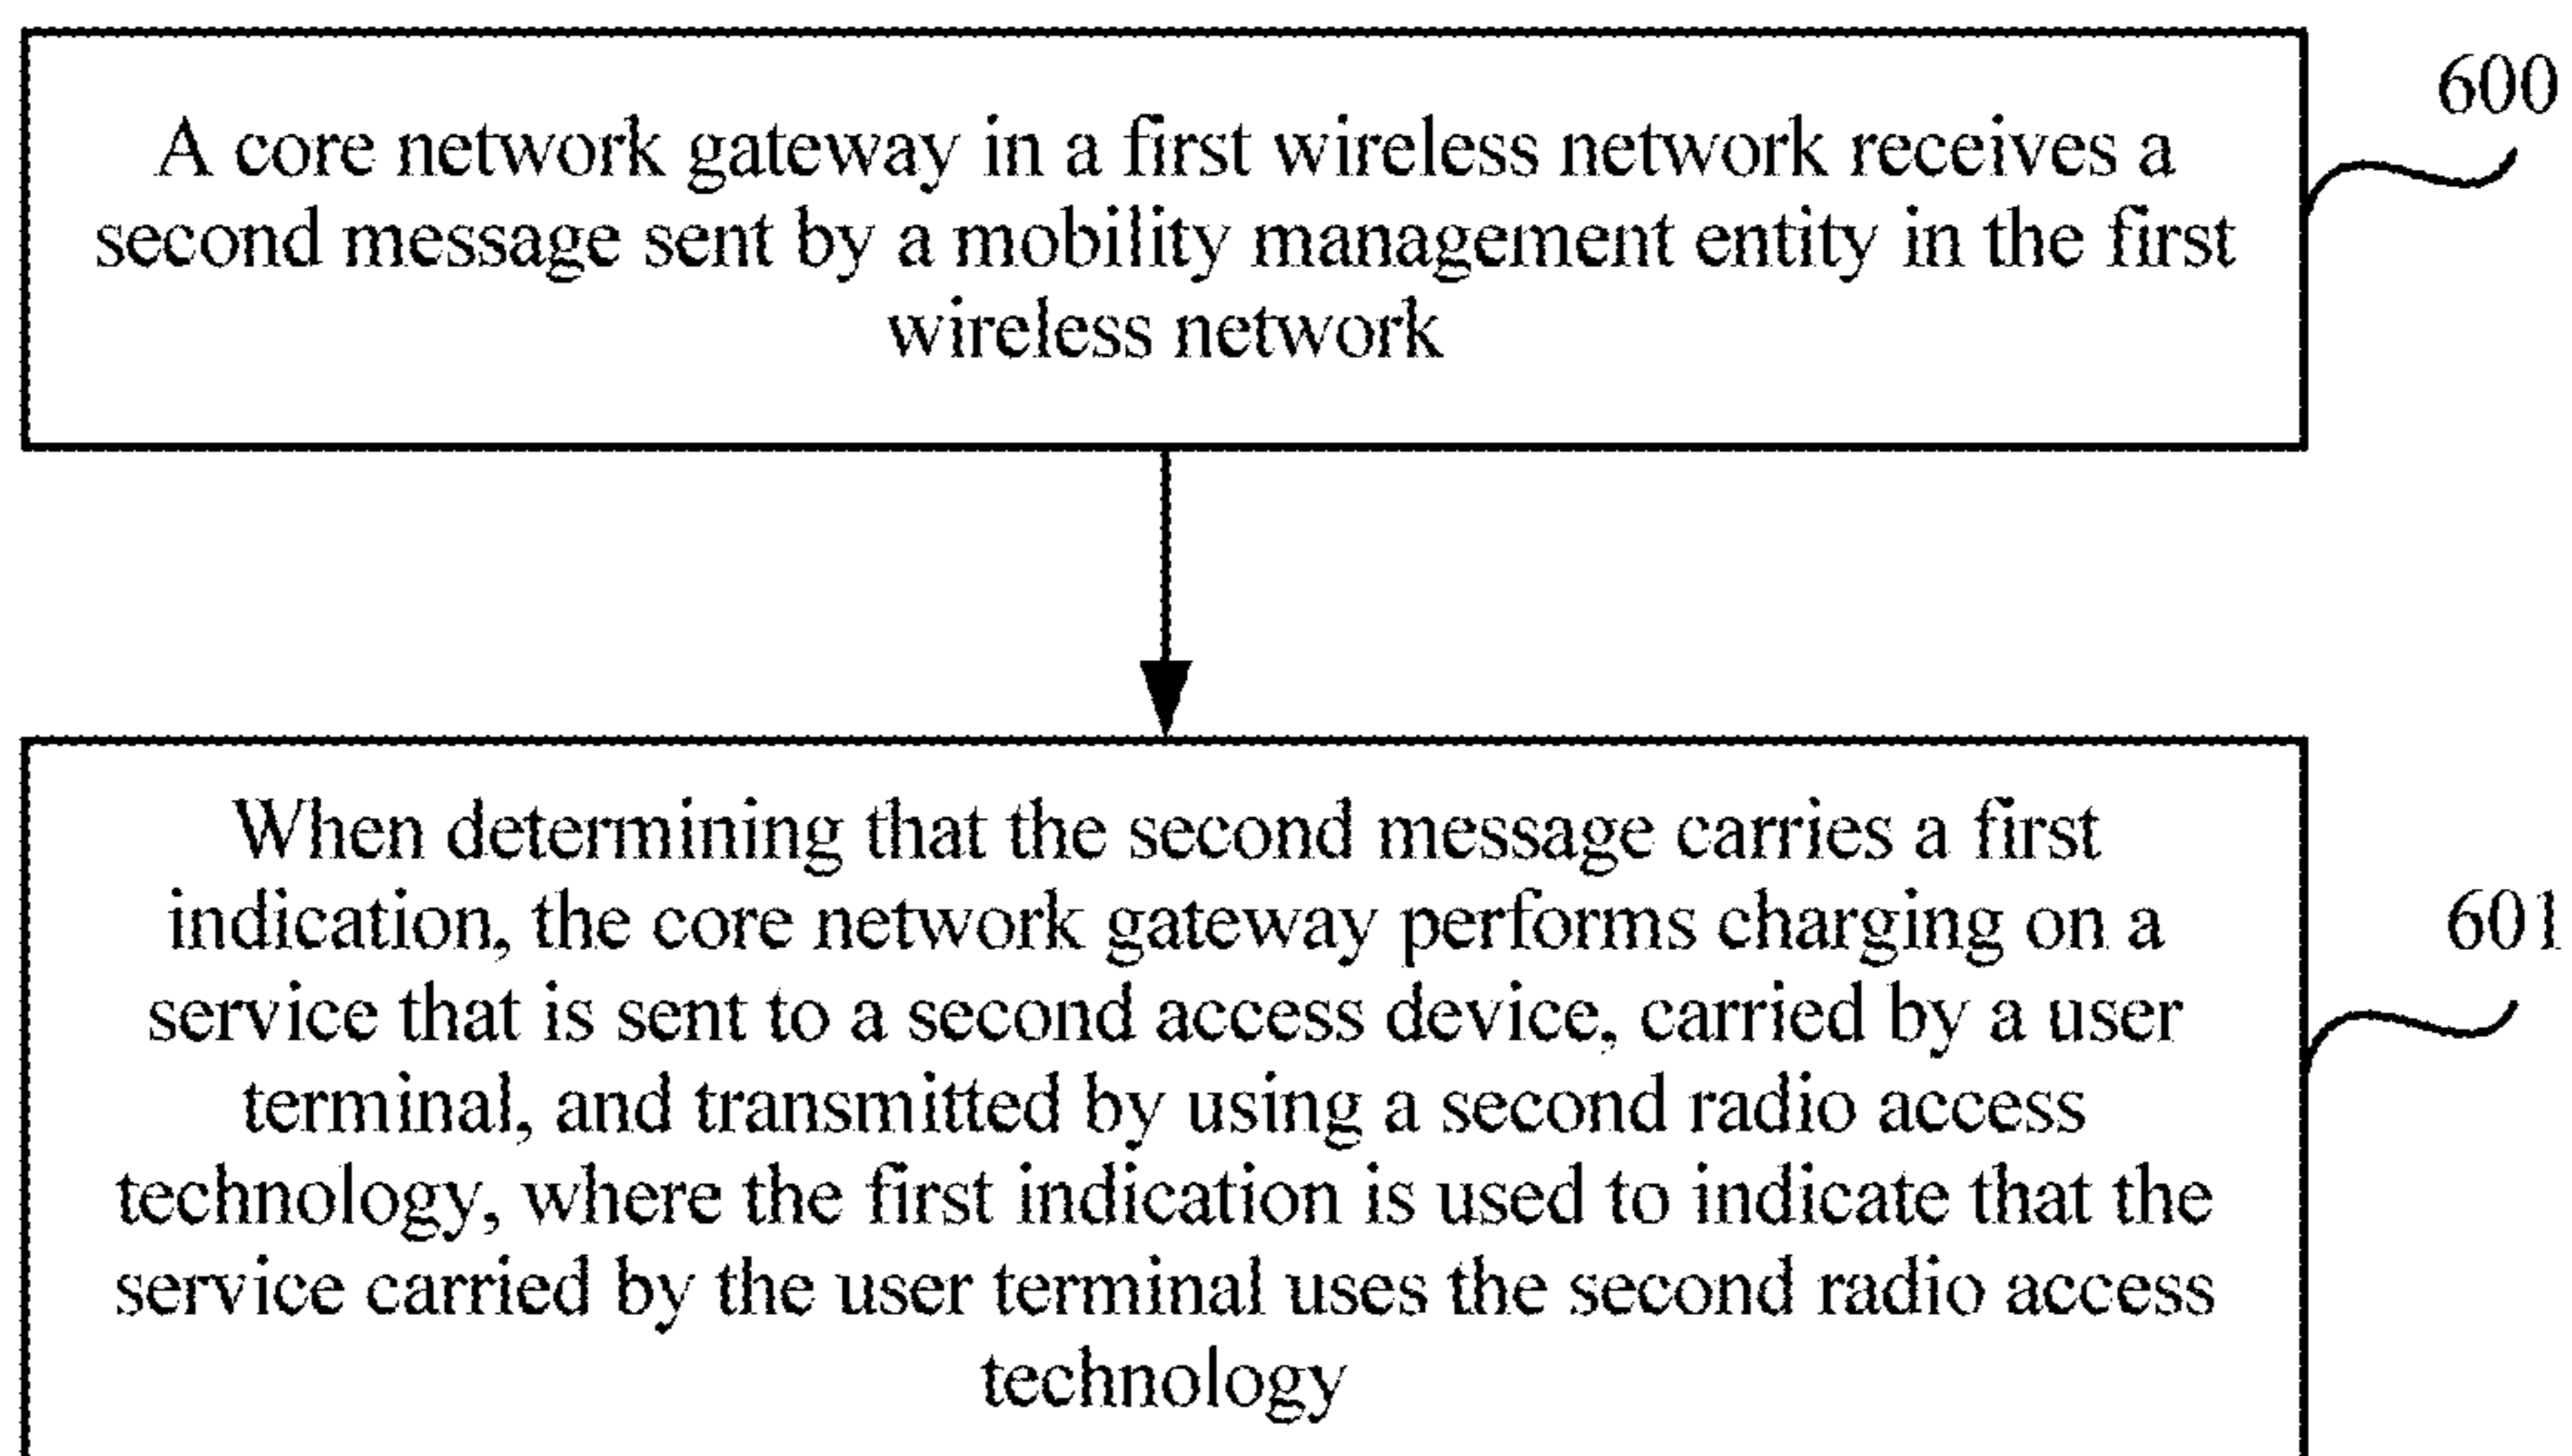 A core network gateway in a first wireless network receives a
second message sent by a mobility management entity in the first
wireless network
600
When determining that the second message carries a first
indication, the core network gateway performs charging on a
service that is sent to a second access device, carried by a user
terminal, and transmitted by using a second radio access
technology, where the first indication is used to indicate that the
service carried by the user terminal uses the second radio access
technology
601